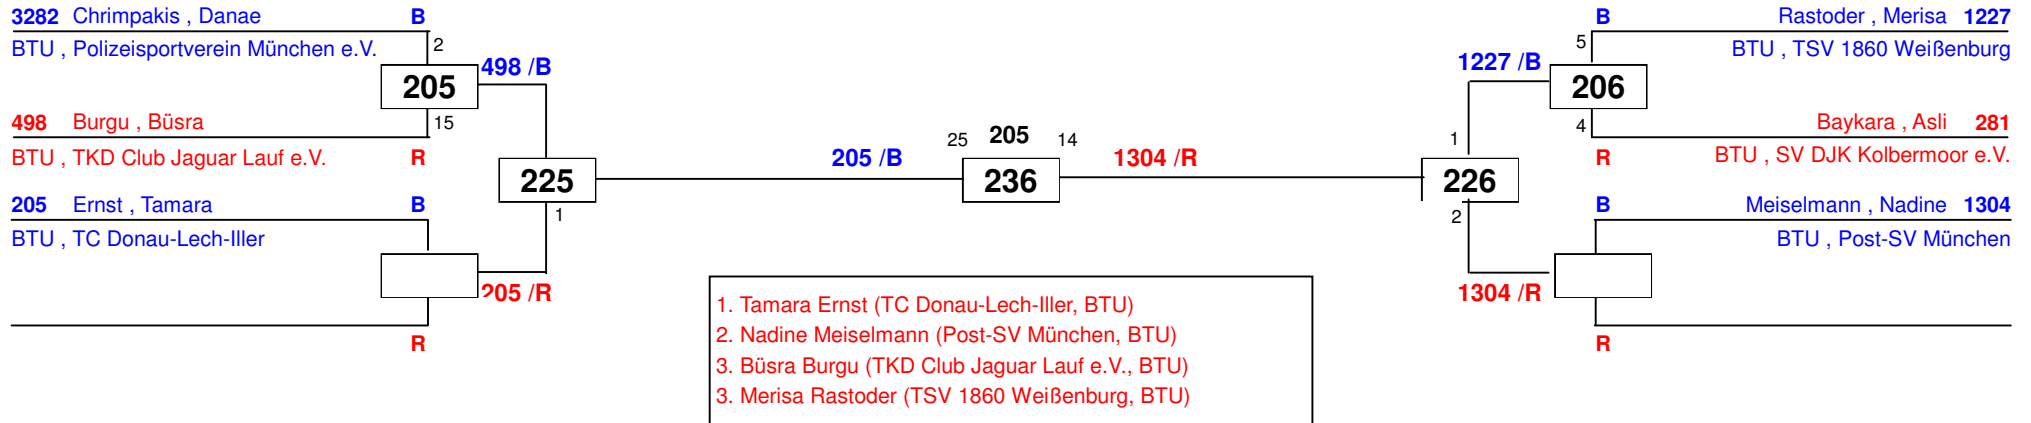 3282 Chrimpakis , Danae B
BTU , Polizeisportverein München e.V.
2
205
498 /B
15
498 Burgu , Büsra
BTU , TKD Club Jaguar Lauf e.V. R
225
1
205 Ernst , Tamara B
BTU , TC Donau-Lech-Iller
205 /R
R
205 /B
25 205 14
236
1304 /R
B Rastoder , Merisa 1227
BTU , TSV 1860 Weißenburg
5
1227 /B
206
4
Baykara , Asli 281
R BTU , SV DJK Kolbermoor e.V.
1
226
2
B Meiselmann , Nadine 1304
BTU , Post-SV München
1304 /R
R
1. Tamara Ernst (TC Donau-Lech-Iller, BTU)
2. Nadine Meiselmann (Post-SV München, BTU)
3. Büsra Burgu (TKD Club Jaguar Lauf e.V., BTU)
3. Merisa Rastoder (TSV 1860 Weißenburg, BTU)